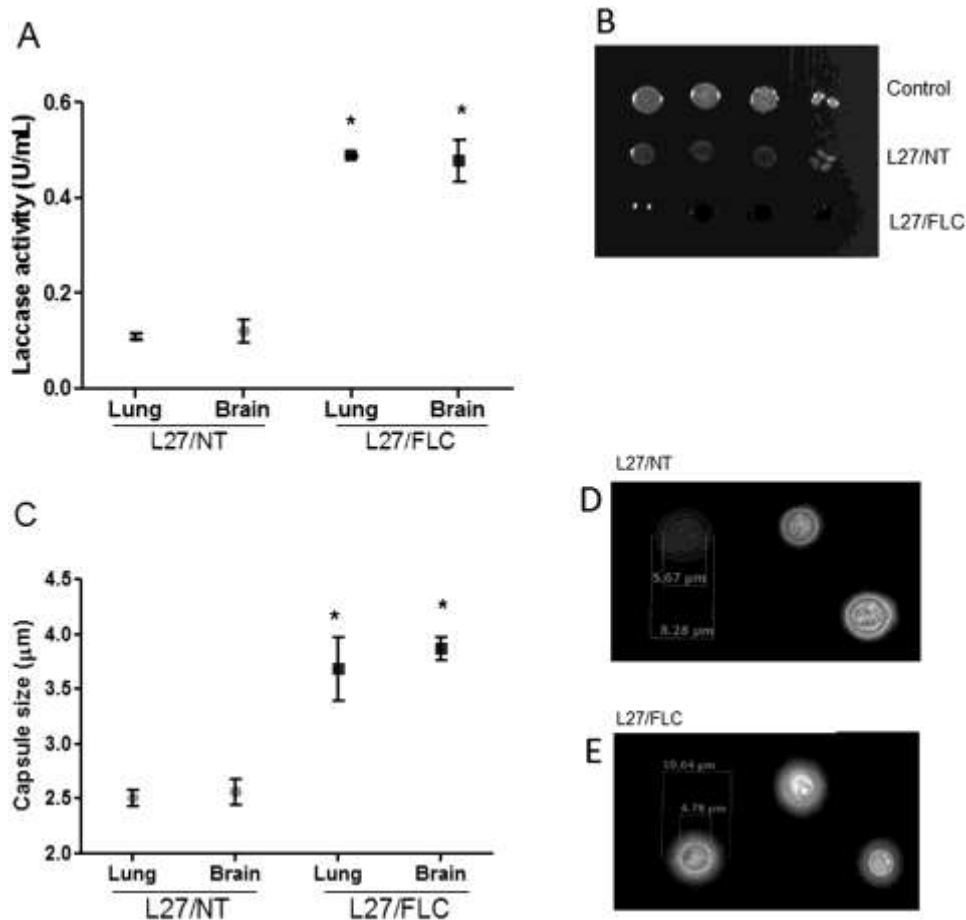 A
Laccase activity (U/mL)
0.6
0.4
0.2
0.0
*
*
Lung Brain Lung Brain
L27/NT L27/FLC
B
Control
L27/NT
L27/FLC
C
Capsule size (μm)
4.5
4.0
3.5
3.0
2.5
2.0
*
*
Lung Brain Lung Brain
L27/NT L27/FLC
L27/NT
D
5.67 μm
8.28 μm
L27/FLC
E
10.64 μm
4.78 μm